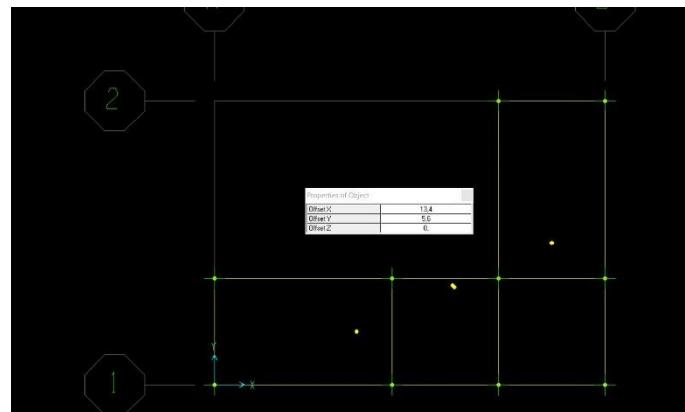 2
Properties of Object
Offset X 13,4
Offset Y 5,6
Offset Z 0,
Y
1
X